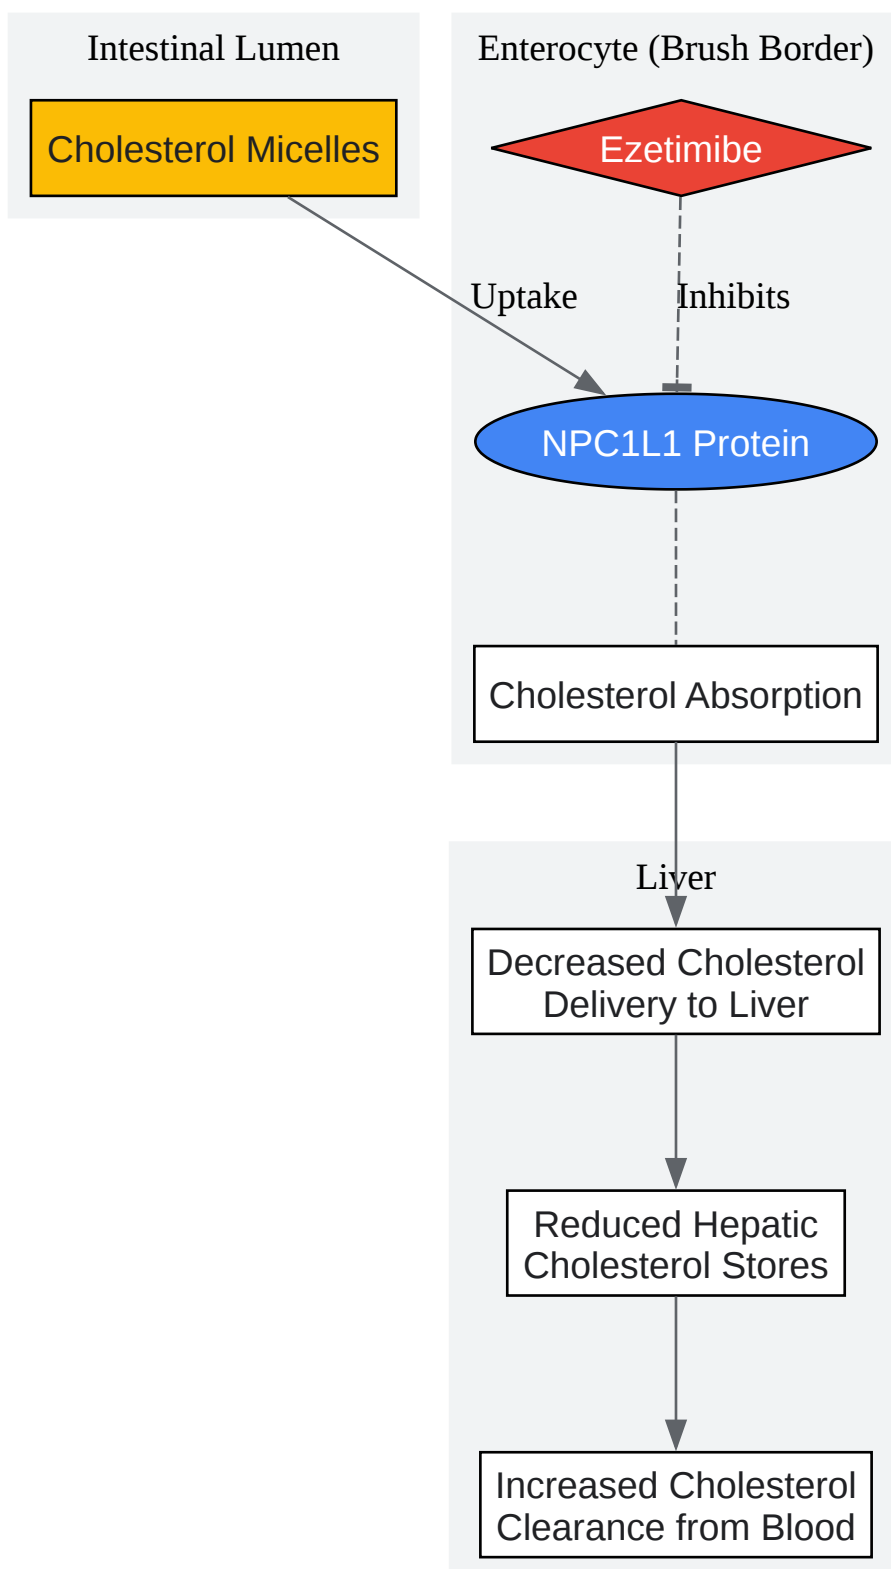 Intestinal Lumen
Cholesterol Micelles
Enterocyte (Brush Border)
Ezetimibe
Uptake
Inhibits
NPC1L1 Protein
Cholesterol Absorption
Liver
Decreased Cholesterol
Delivery to Liver
Reduced Hepatic
Cholesterol Stores
Increased Cholesterol
Clearance from Blood